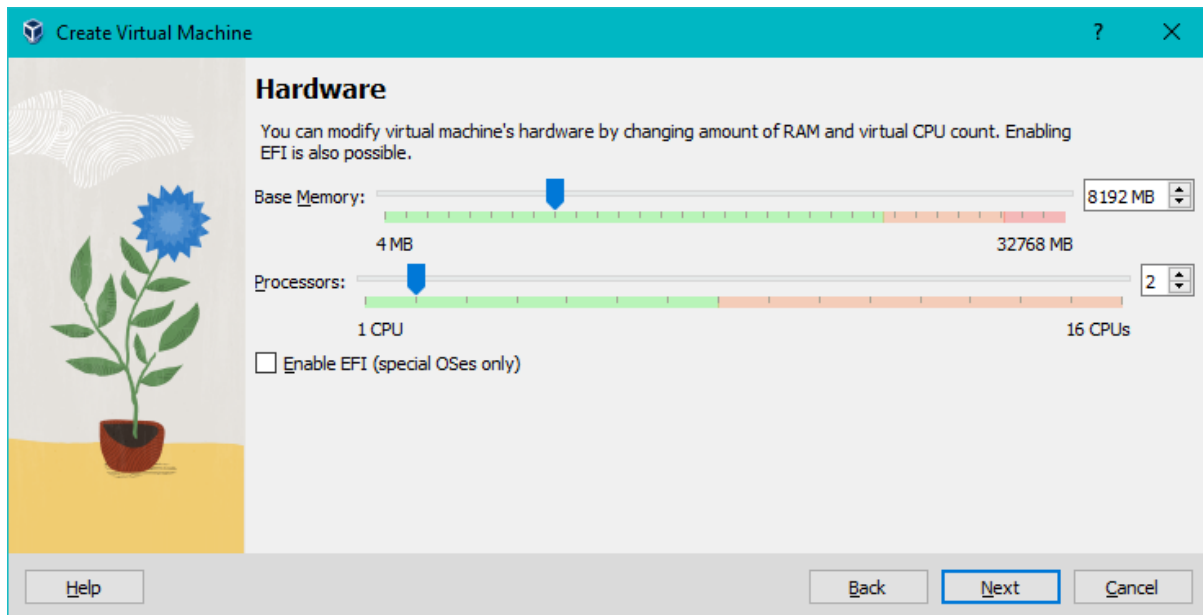 Create Virtual Machine
?
Hardware
You can modify virtual machine's hardware by changing amount of RAM and virtual CPU count. Enabling
EFI is also possible.
Base Memory:
8192 MB
4 MB
32768 MB
Processors:
2
1 CPU
16 CPUs
Enable EFI (special OSes only)
Help
Back
Next
Cancel